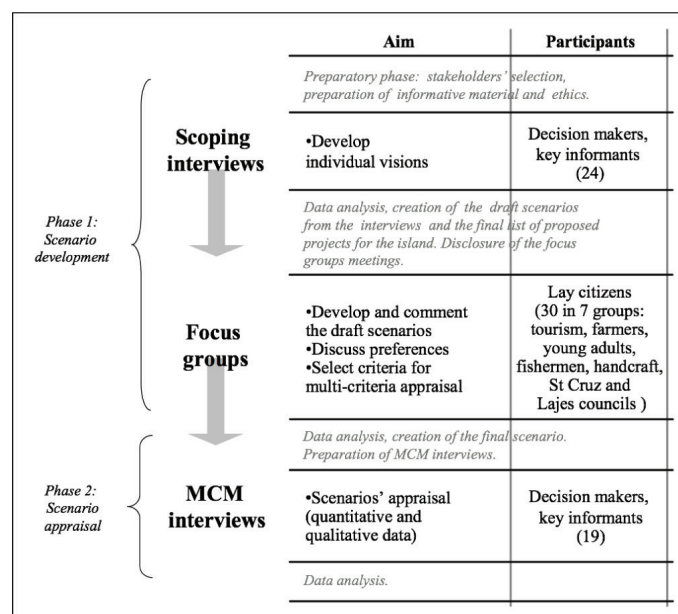 Aim
Participants
Preparatory phase: stakeholders' selection,
preparation of informative material and ethics.
Scoping
interviews
•Develop
individual visions
Decision makers,
key informant
(24)
Phase 1:
Scenario
development
Data analysis, creation of the draft scenarios
from the interviews and the final list of proposed
projects for the island. Disclosure of the focus
groups meetings.
Focus
groups
•Develop and comment
the draft scenarios
•Discuss preferences
•Select criteria for
multi-criteria appraisal
Lay citizens
(30 in 7 groups:
tourism, farmers,
young adults,
fishermen, handcraft,
St Cruz and
Lajes councils )
Data analysis, creation of the final scenario.
Preparation of MCM interviews.
Phase 2:
Scenario
appraisal
MCM
interviews
•Scenarios' appraisal
(quantitative and
qualitative data)
Decision makers,
key informants
(19)
Data analysis.